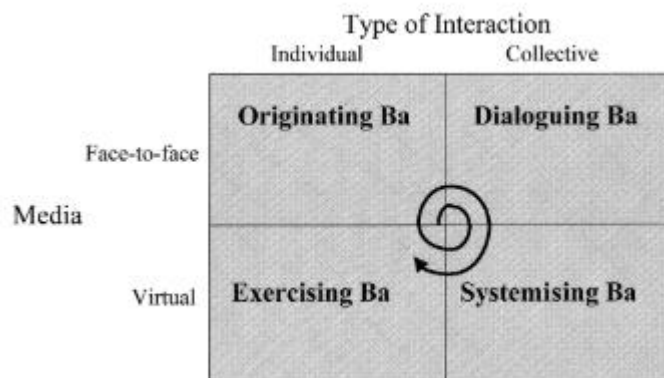 Type of Interaction
Individual Collective
Originating Ba Dialoguing Ba
Face-to-face
Media
Virtual
Exercising Ba Systemising Ba